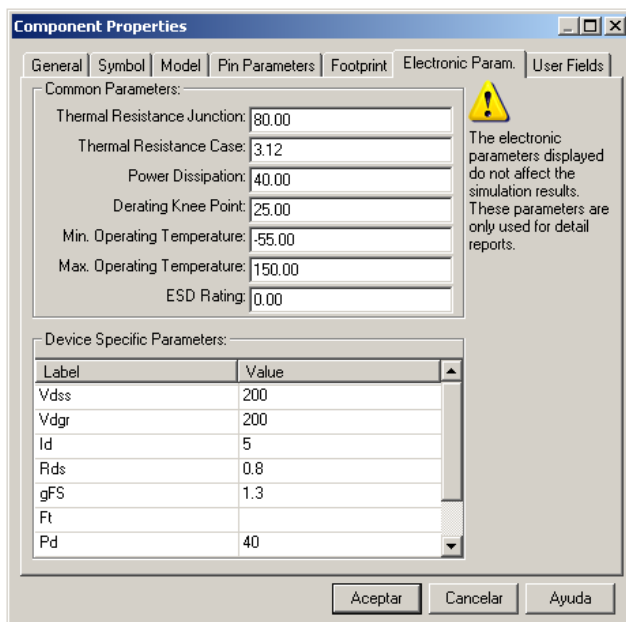 Component Properties
General Symbol Model Pin Parameters Footprint Electronic Param. User Fields
Common Parameters:
Thermal Resistance Junction: 80.00
Thermal Resistance Case: 3.12
Power Dissipation: 40.00
Derating Knee Point: 25.00
Min. Operating Temperature: -55.00
Max. Operating Temperature: 150.00
ESD Rating: 0.00
The electronic
parameters displayed
do not affect the
simulation results.
These parameters are
only used for detail
reports.
Device Specific Parameters:
Label Value
Vdss 200
Vdgr 200
Id 5
Rds 0.8
gFS 1.3
Ft
Pd 40
Aceptar Cancelar Ayuda